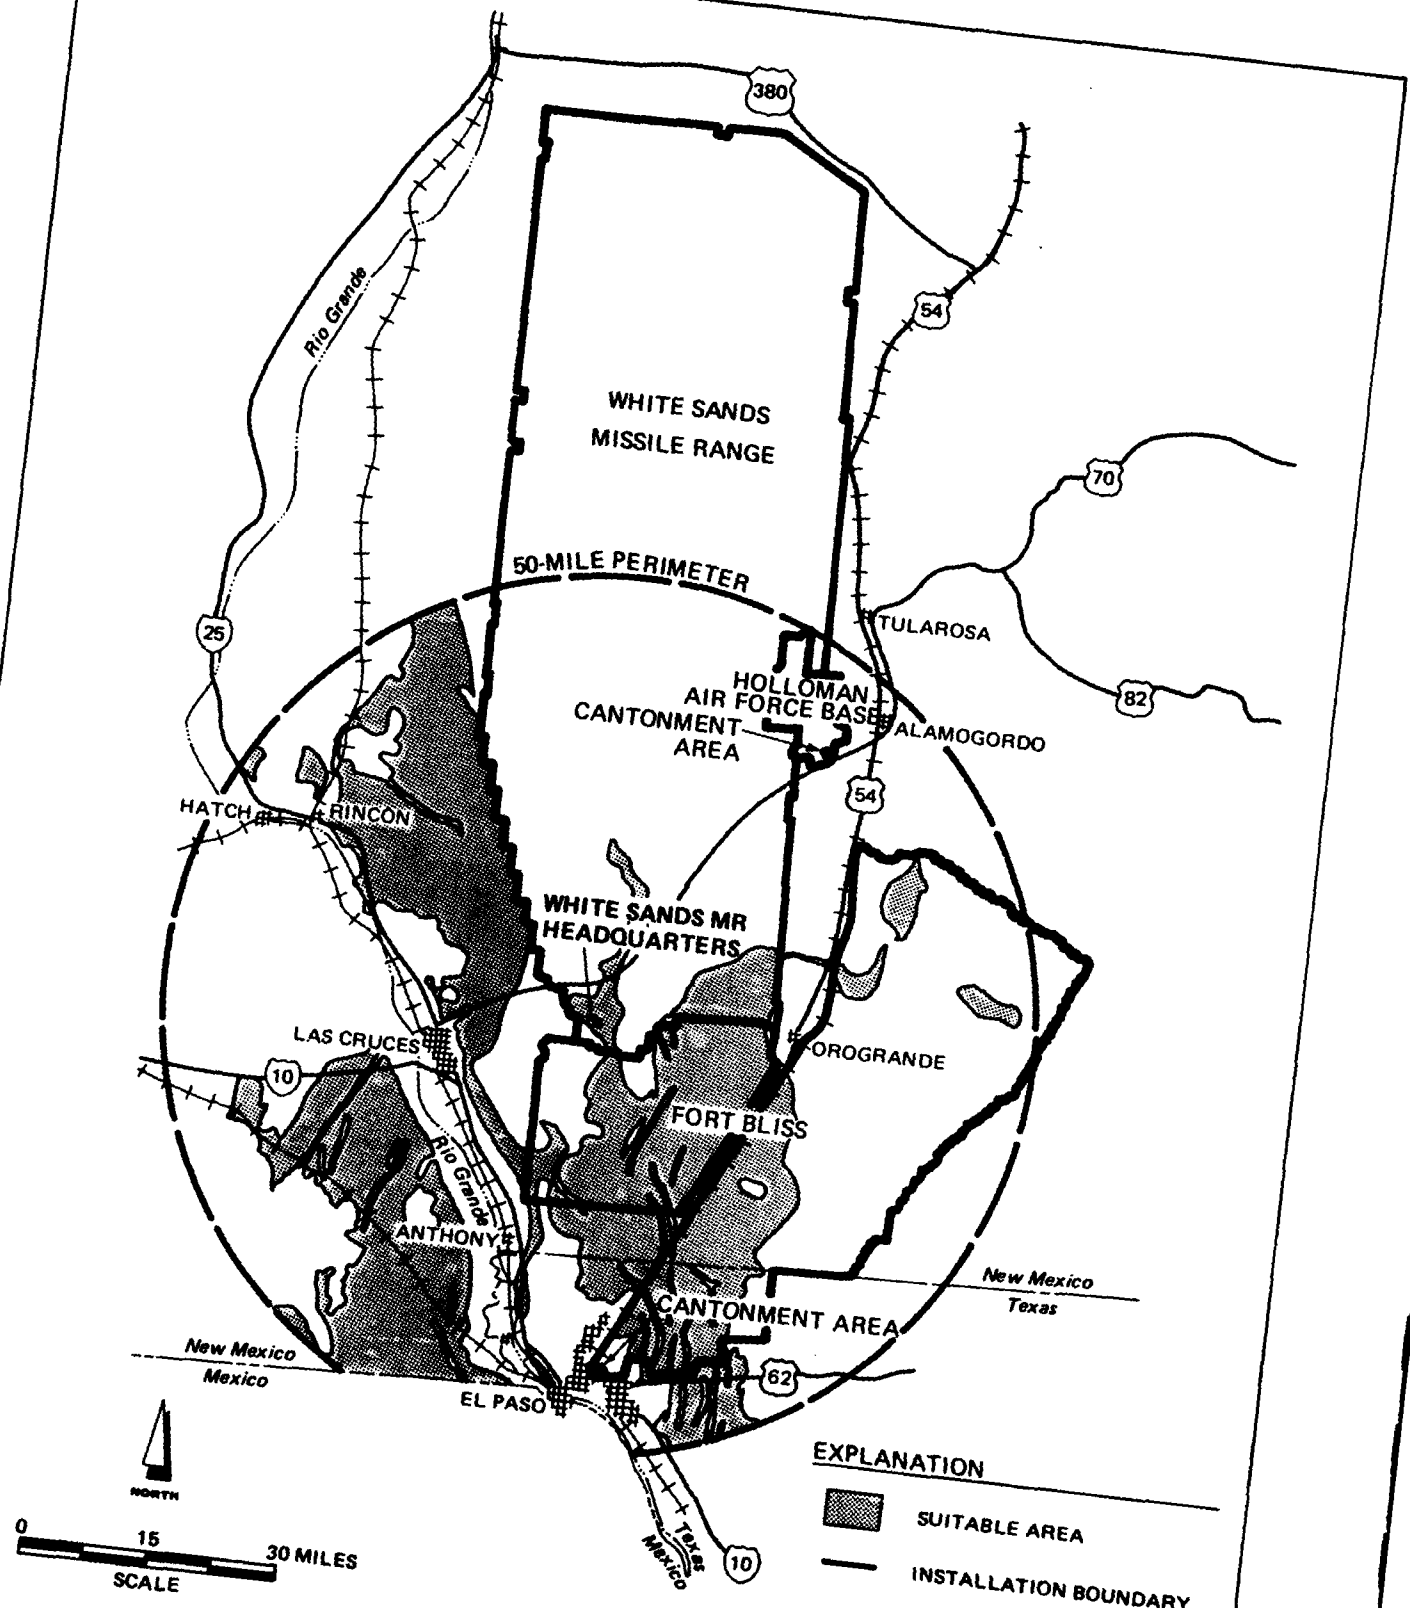 380
Rio Grande
54
WHITE SANDS
MISSILE RANGE
70
50-MILE PERIMETER
25
TULAROSA
82
HOLLOMAN
AIR FORCE BASE
CANTONMENT
AREA
ALAMOGORDO
54
HATCH
RINCON
WHITE SANDS MR
HEADQUARTERS
LAS CRUCES
10
OROGRANDE
FORT BLISS
Rio Grande
ANTHONY
New Mexico
Texas
CANTONMENT AREA
New Mexico
Mexico
62
EL PASO
NORTH
EXPLANATION
SUITABLE AREA
INSTALLATION BOUNDARY
0
15
30 MILES
SCALE
Texas
Mexico
10